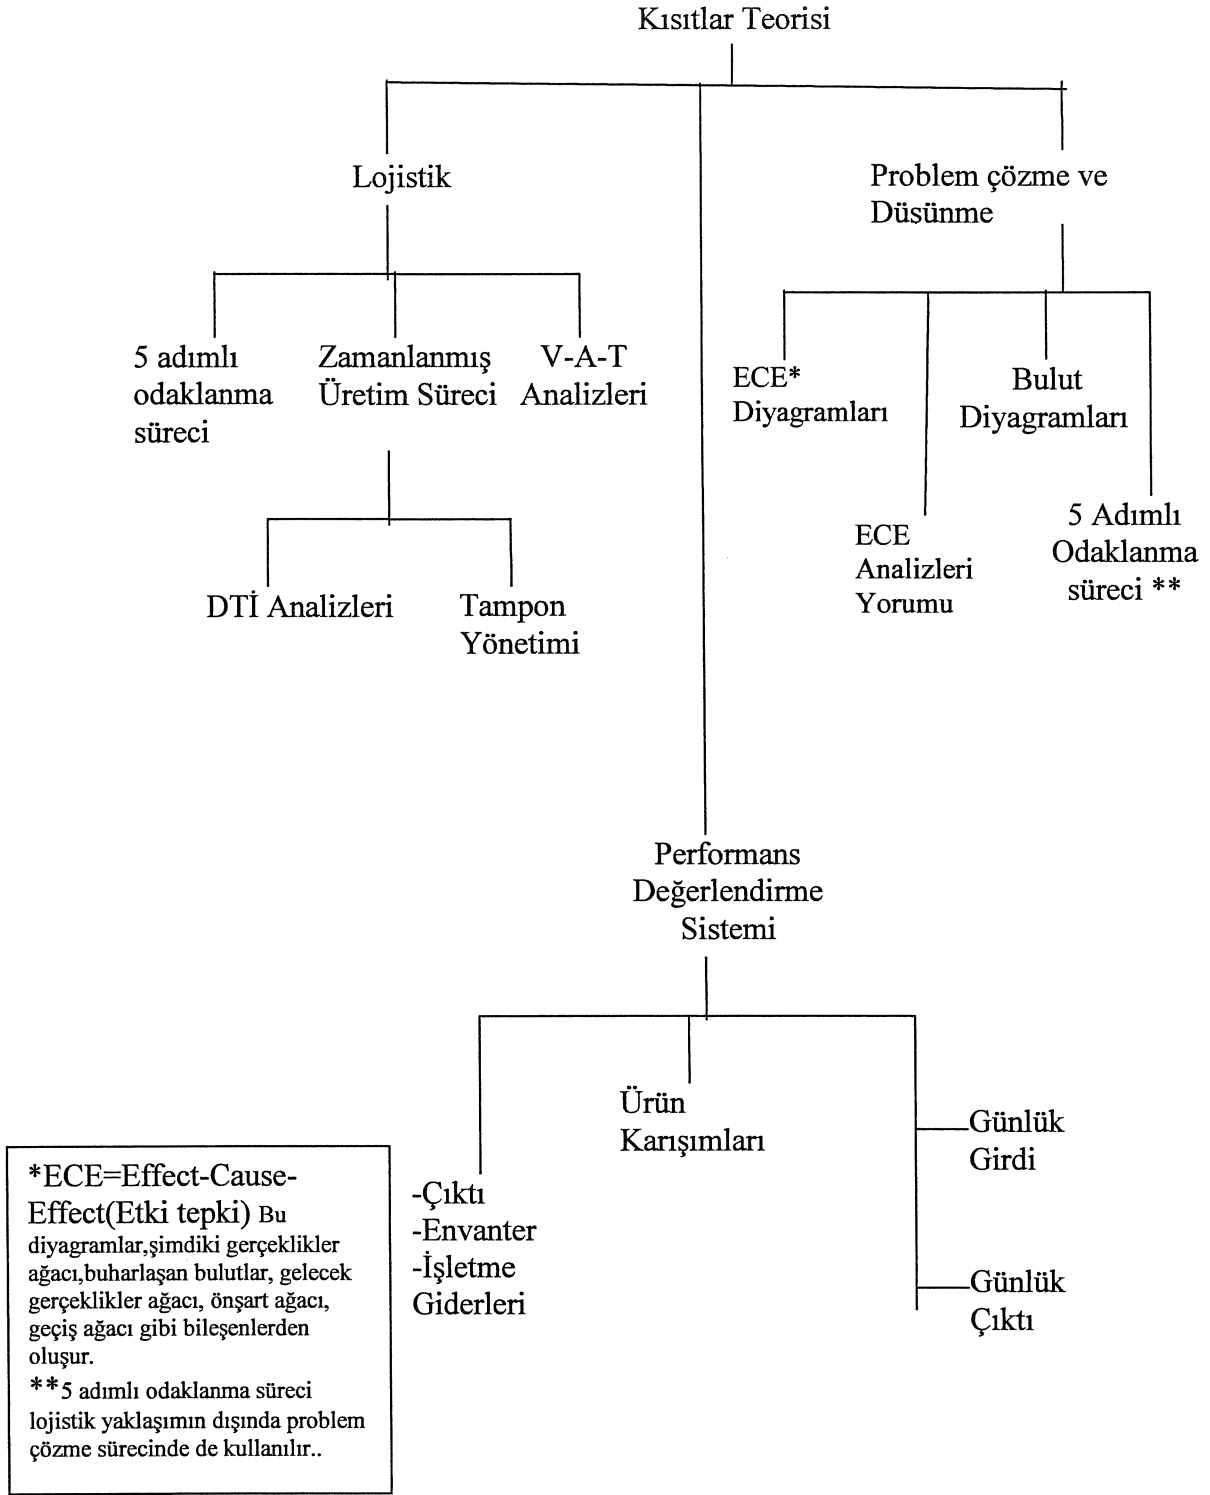 Kısıtlar Teorisi
Lojistik
Problem çözme ve
Düsünme
5 adımlı
odaklanma
süreci
Zamanlanmış
Üretim Süreci
V-A-T
Analizleri
ECE*
Diyagramları
Bulut
Diyagramları
ECE
Analizleri
Yorumu
5 Adımlı
Odaklanma
süreci **
DTİ Analizleri
Tampon
Yönetimi
Performans
Değerlendirme
Sistemi
-Çıktı
-Envanter
-İşletme
Giderleri
Ürün
Karışımları
Günlük
Girdi
Günlük
Çıktı
*ECE=Effect-Cause-
Effect(Etki tepki) Bu
diyagramlar,şimdiki gerçeklikler
ağacı,buharlaşan bulutlar, gelecek
gerçeklikler ağacı, önşart ağacı,
geçiş ağacı gibi bileşenlerden
oluşur.
**5 adımlı odaklanma süreci
lojistik yaklaşımın dışında problem
çözme sürecinde de kullanılır..